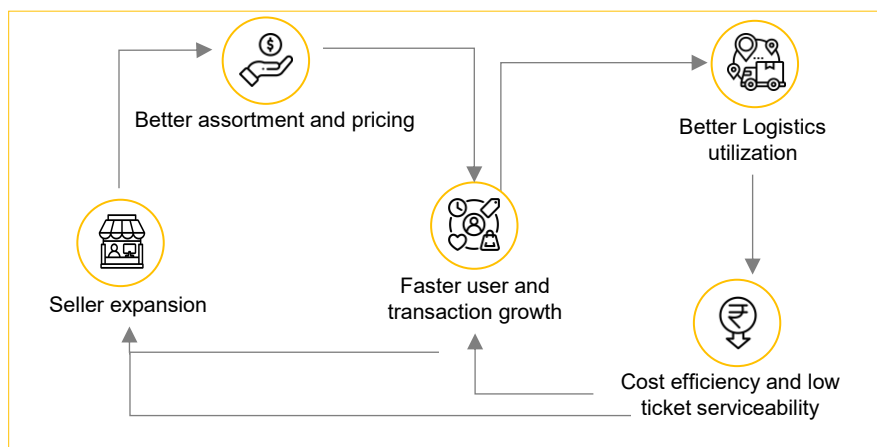 $
Better assortment and pricing
Better Logistics
utilization
Seller expansion
Faster user and
transaction growth
₹
Cost efficiency and low
ticket serviceability